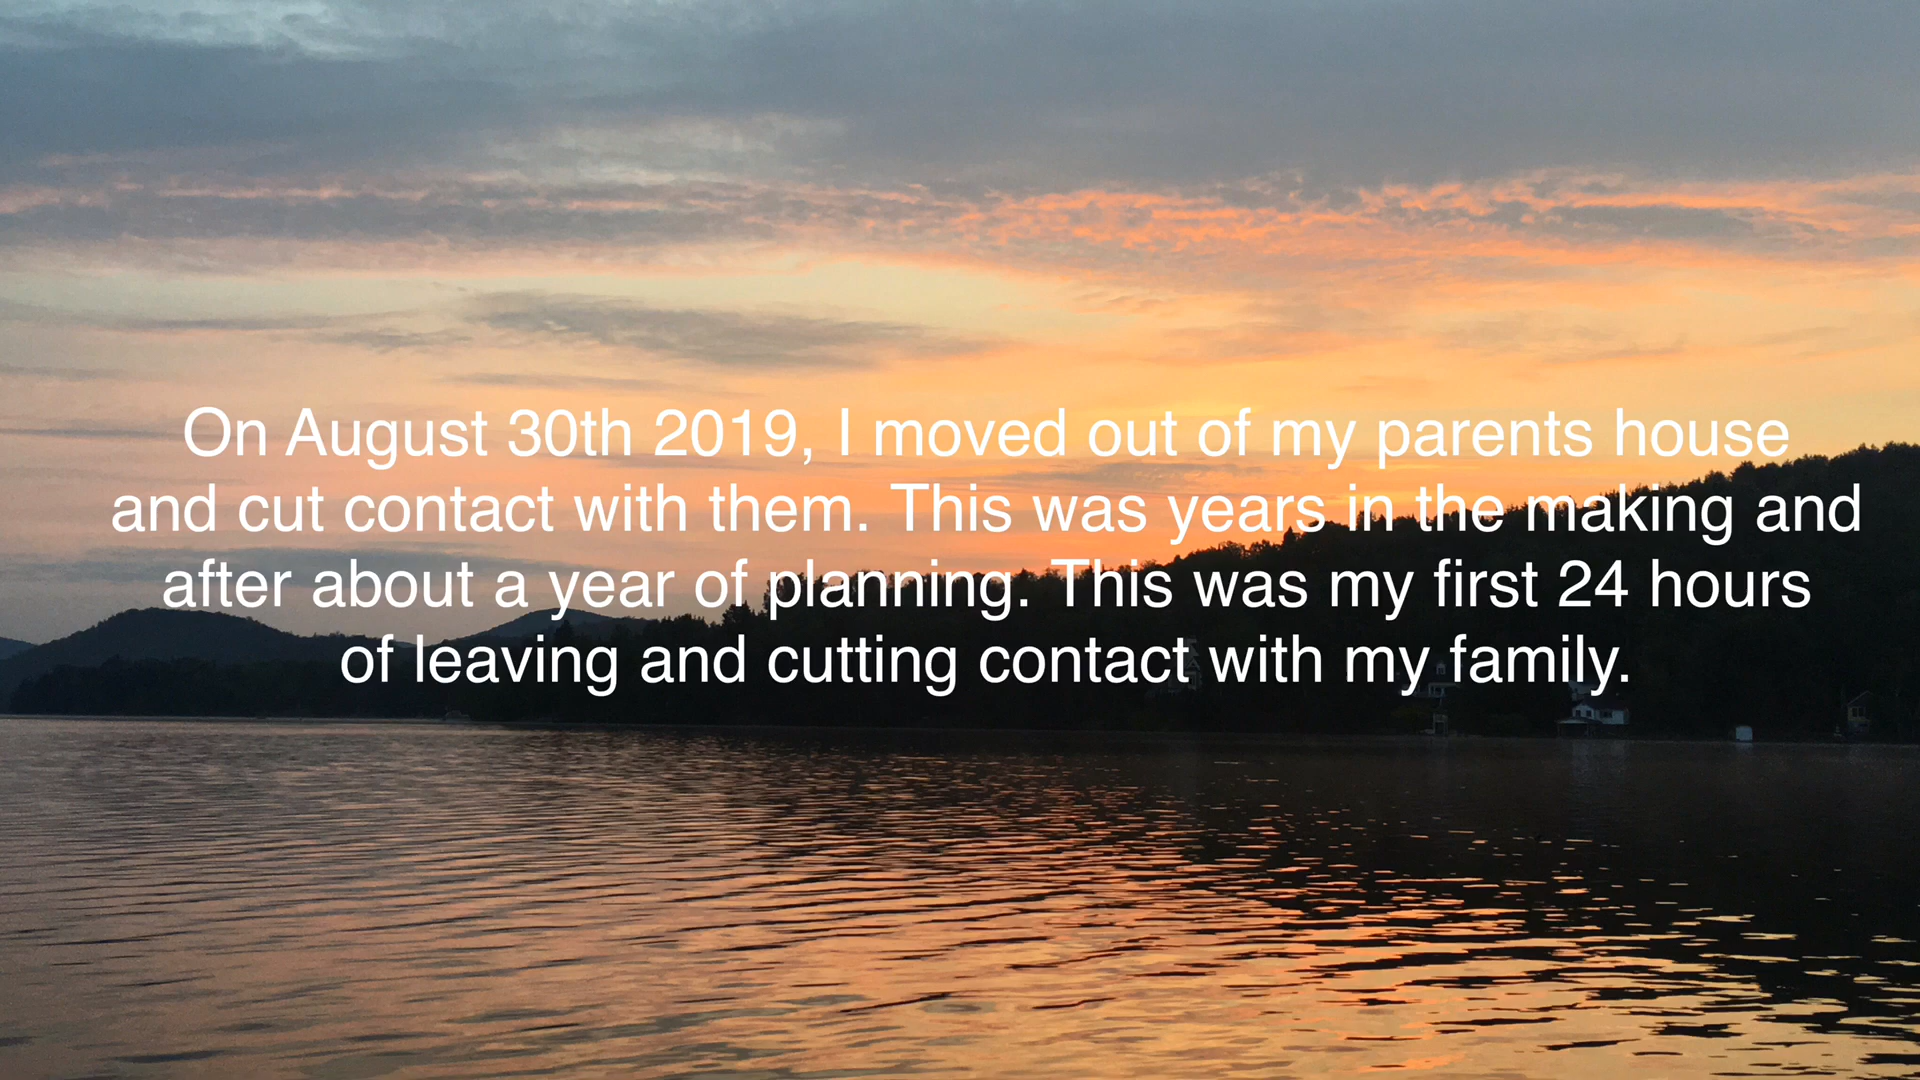 On August 30th 2019, I moved out of my parents house
and cut contact with them. This was years in the making and
after about a year of planning. This was my first 24 hours
of leaving and cutting contact with my family.